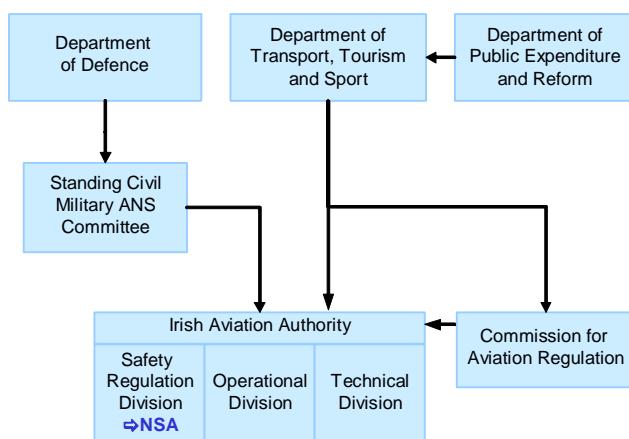 Department
of Defence
Department of
Transport, Tourism
and Sport
Department of
Public Expenditure
and Reform
Standing Civil
Military ANS
Committee
Irish Aviation Authority
Safety
Regulation
Division
⇨NSA
Operational
Division
Technical
Division
Commission for
Aviation Regulation